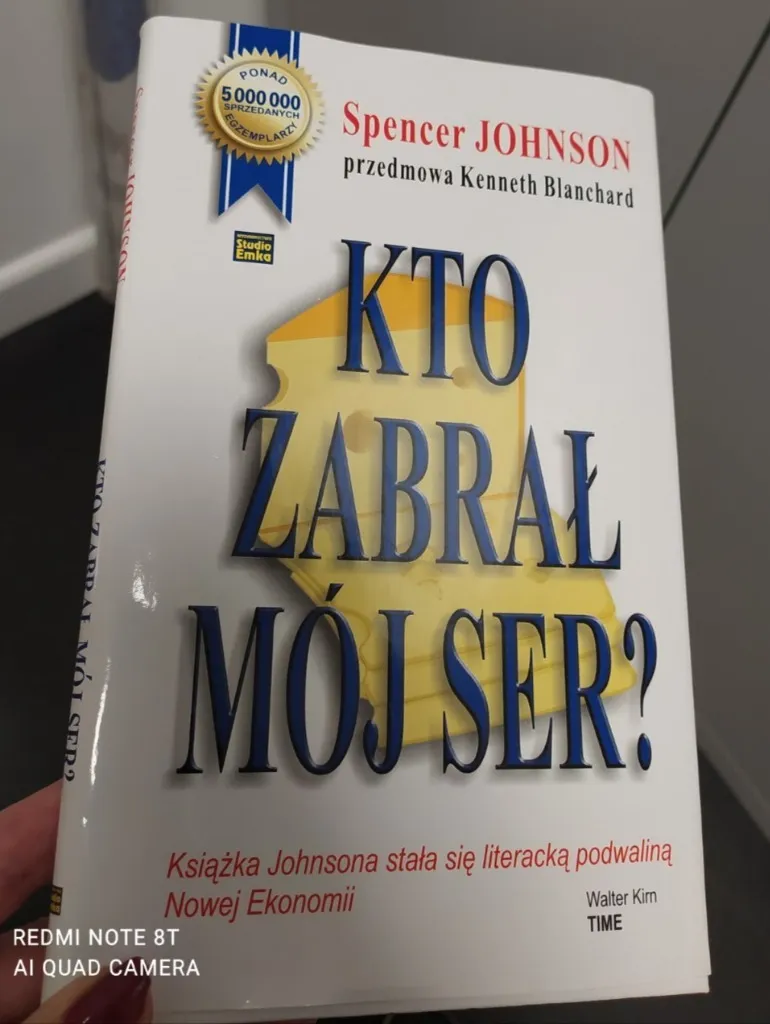 PONAD
5 000 000
SPRZEDANYCH
EGZEMPLARZY
Spencer JOHNSON
przedmowa Kenneth Blanchard
Studio
Emka
KTO
ZABRAŁ
MÓJ SER?
Książka Johnsona stała się literacką podwaliną
Nowej Ekonomii
Walter Kirn
TIME
Spencer JOHNSON
KTO ZABRAŁ MÓJ SER?
REDMI NOTE 8T
AI QUAD CAMERA